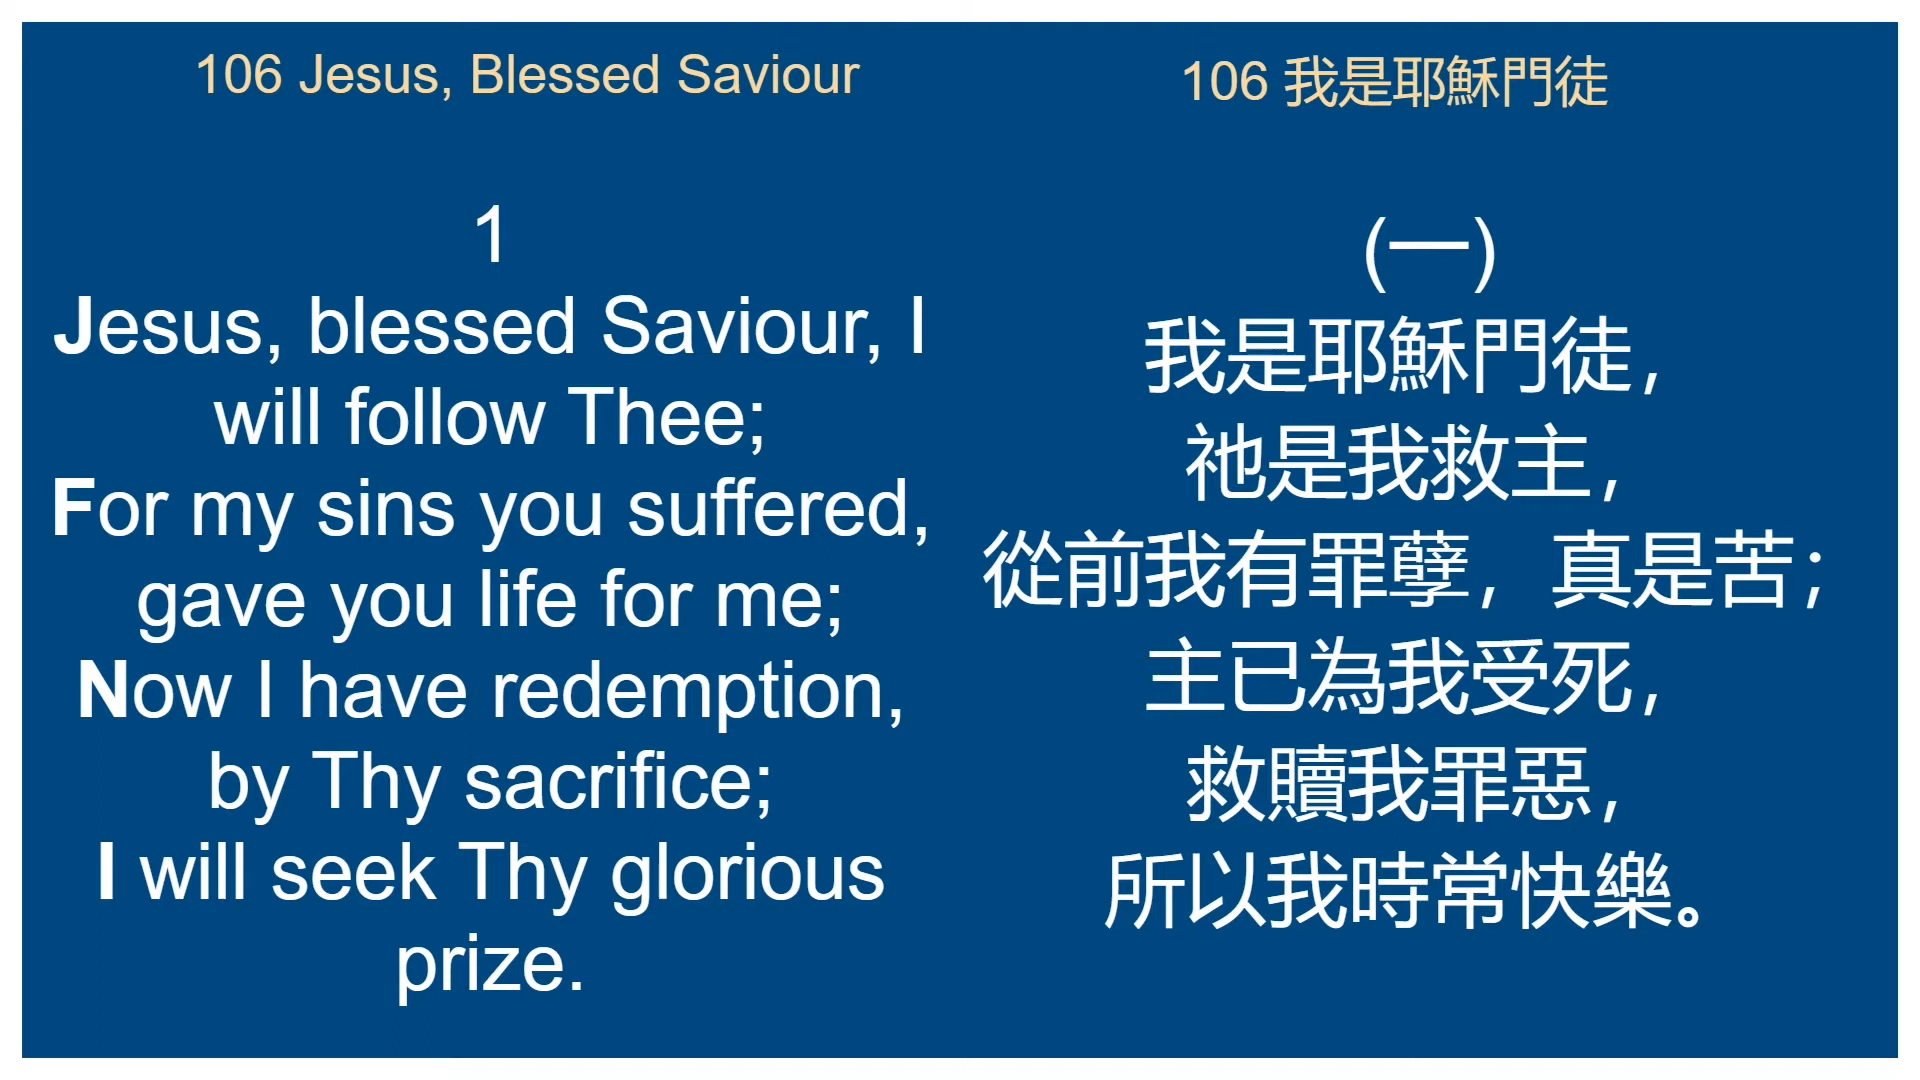 106 Jesus, Blessed Saviour
1
Jesus, blessed Saviour, I
will follow Thee;
For my sins you suffered,
gave you life for me;
Now I have redemption,
by Thy sacrifice;
I will seek Thy glorious
prize.
106 我是耶穌門徒
(一)
我是耶穌門徒，
祂是我救主，
從前我有罪孽，真是苦；
主已為我受死，
救贖我罪惡，
所以我時常快樂。